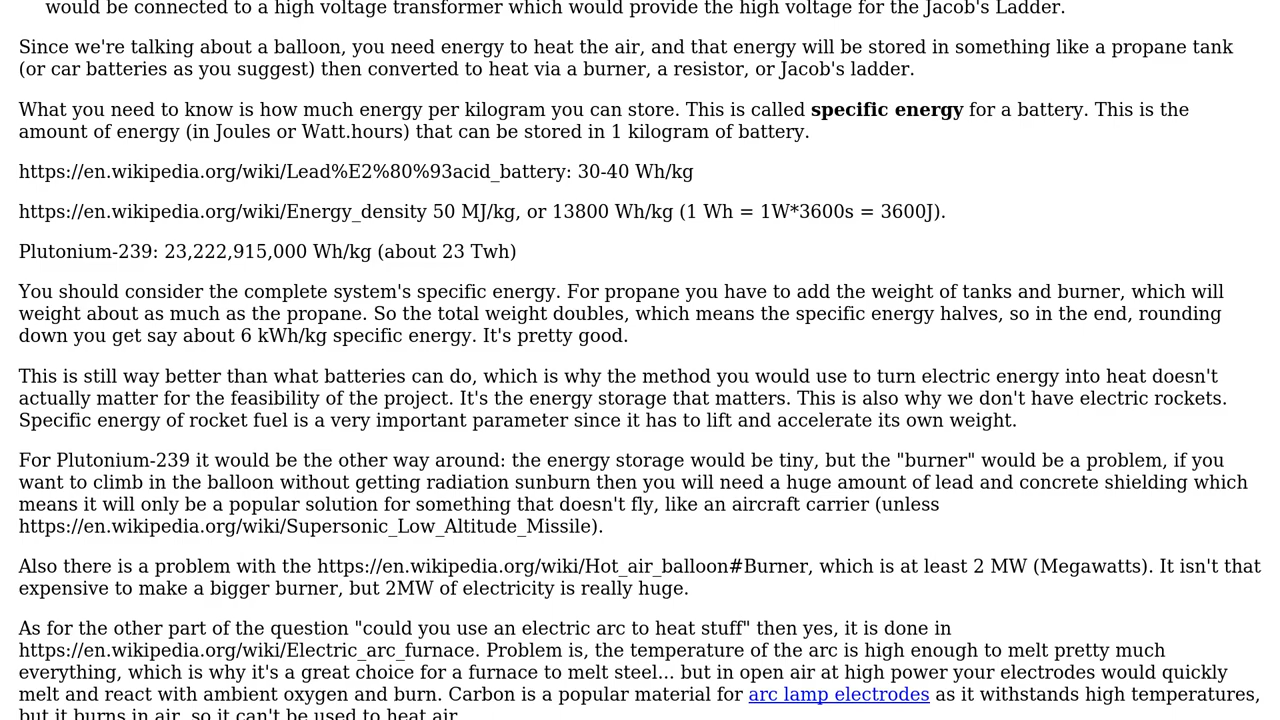 would be connected to a high voltage transformer which would provide the high voltage for the Jacob's Ladder.
Since we're talking about a balloon, you need energy to heat the air, and that energy will be stored in something like a propane tank
(or car batteries as you suggest) then converted to heat via a burner, a resistor, or Jacob's ladder.
What you need to know is how much energy per kilogram you can store. This is called specific energy for a battery. This is the
amount of energy (in Joules or Watt.hours) that can be stored in 1 kilogram of battery.
https://en.wikipedia.org/wiki/Lead%E2%80%93acid_battery: 30-40 Wh/kg
https://en.wikipedia.org/wiki/Energy_density 50 MJ/kg, or 13800 Wh/kg (1 Wh = 1W*3600s = 3600J).
Plutonium-239: 23,222,915,000 Wh/kg (about 23 Twh)
You should consider the complete system's specific energy. For propane you have to add the weight of tanks and burner, which will
weight about as much as the propane. So the total weight doubles, which means the specific energy halves, so in the end, rounding
down you get say about 6 kWh/kg specific energy. It's pretty good.
This is still way better than what batteries can do, which is why the method you would use to turn electric energy into heat doesn't
actually matter for the feasibility of the project. It's the energy storage that matters. This is also why we don't have electric rockets.
Specific energy of rocket fuel is a very important parameter since it has to lift and accelerate its own weight.
For Plutonium-239 it would be the other way around: the energy storage would be tiny, but the "burner" would be a problem, if you
want to climb in the balloon without getting radiation sunburn then you will need a huge amount of lead and concrete shielding which
means it will only be a popular solution for something that doesn't fly, like an aircraft carrier (unless
https://en.wikipedia.org/wiki/Supersonic_Low_Altitude_Missile).
Also there is a problem with the https://en.wikipedia.org/wiki/Hot_air_balloon#Burner, which is at least 2 MW (Megawatts). It isn't that
expensive to make a bigger burner, but 2MW of electricity is really huge.
As for the other part of the question "could you use an electric arc to heat stuff" then yes, it is done in
https://en.wikipedia.org/wiki/Electric_arc_furnace. Problem is, the temperature of the arc is high enough to melt pretty much
everything, which is why it's a great choice for a furnace to melt steel... but in open air at high power your electrodes would quickly
melt and react with ambient oxygen and burn. Carbon is a popular material for arc lamp electrodes as it withstands high temperatures,
but it burns in air, so it can't be used to heat air.